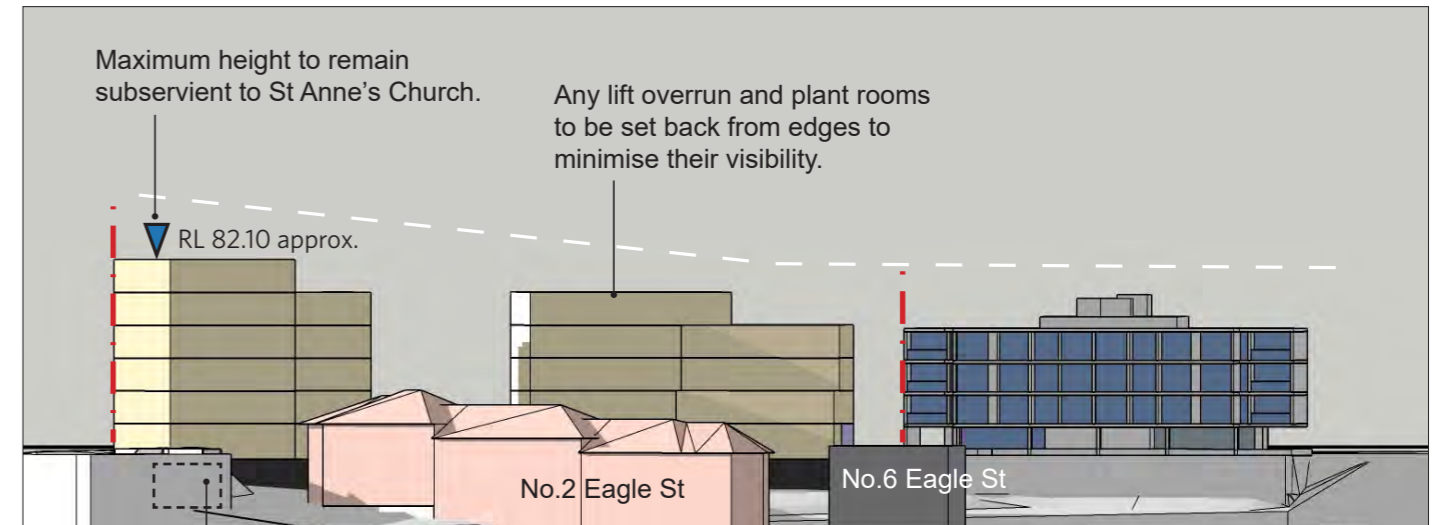 Maximum height to remain
subservient to St Anne's Church.
Any lift overrun and plant rooms
to be set back from edges to
minimise their visibility.
RL 82.10 approx.
No.2 Eagle St
No.6 Eagle St